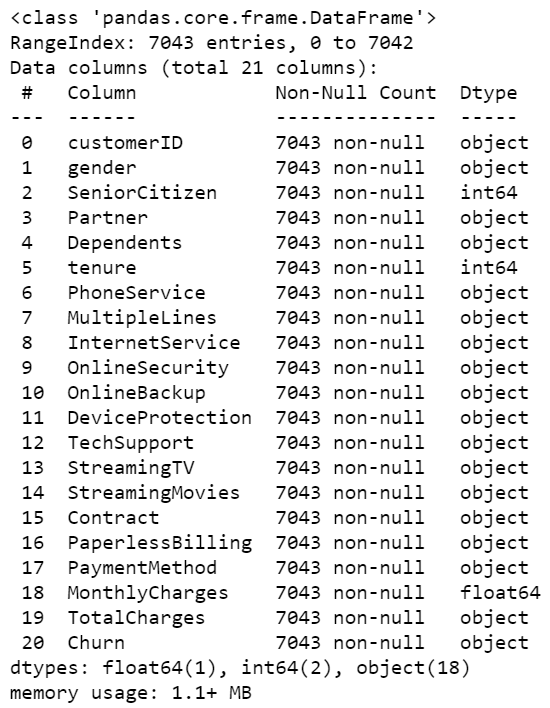 <class 'pandas.core.frame.DataFrame'>
RangeIndex: 7043 entries, 0 to 7042
Data columns (total 21 columns):
 #   Column            Non-Null Count  Dtype
---  ------            --------------  -----
 0   customerID        7043 non-null   object
 1   gender            7043 non-null   object
 2   SeniorCitizen     7043 non-null   int64
 3   Partner           7043 non-null   object
 4   Dependents        7043 non-null   object
 5   tenure            7043 non-null   int64
 6   PhoneService      7043 non-null   object
 7   MultipleLines     7043 non-null   object
 8   InternetService   7043 non-null   object
 9   OnlineSecurity    7043 non-null   object
 10  OnlineBackup      7043 non-null   object
 11  DeviceProtection  7043 non-null   object
 12  TechSupport       7043 non-null   object
 13  StreamingTV       7043 non-null   object
 14  StreamingMovies   7043 non-null   object
 15  Contract          7043 non-null   object
 16  PaperlessBilling  7043 non-null   object
 17  PaymentMethod     7043 non-null   object
 18  MonthlyCharges    7043 non-null   float64
 19  TotalCharges      7043 non-null   object
 20  Churn             7043 non-null   object
dtypes: float64(1), int64(2), object(18)
memory usage: 1.1+ MB